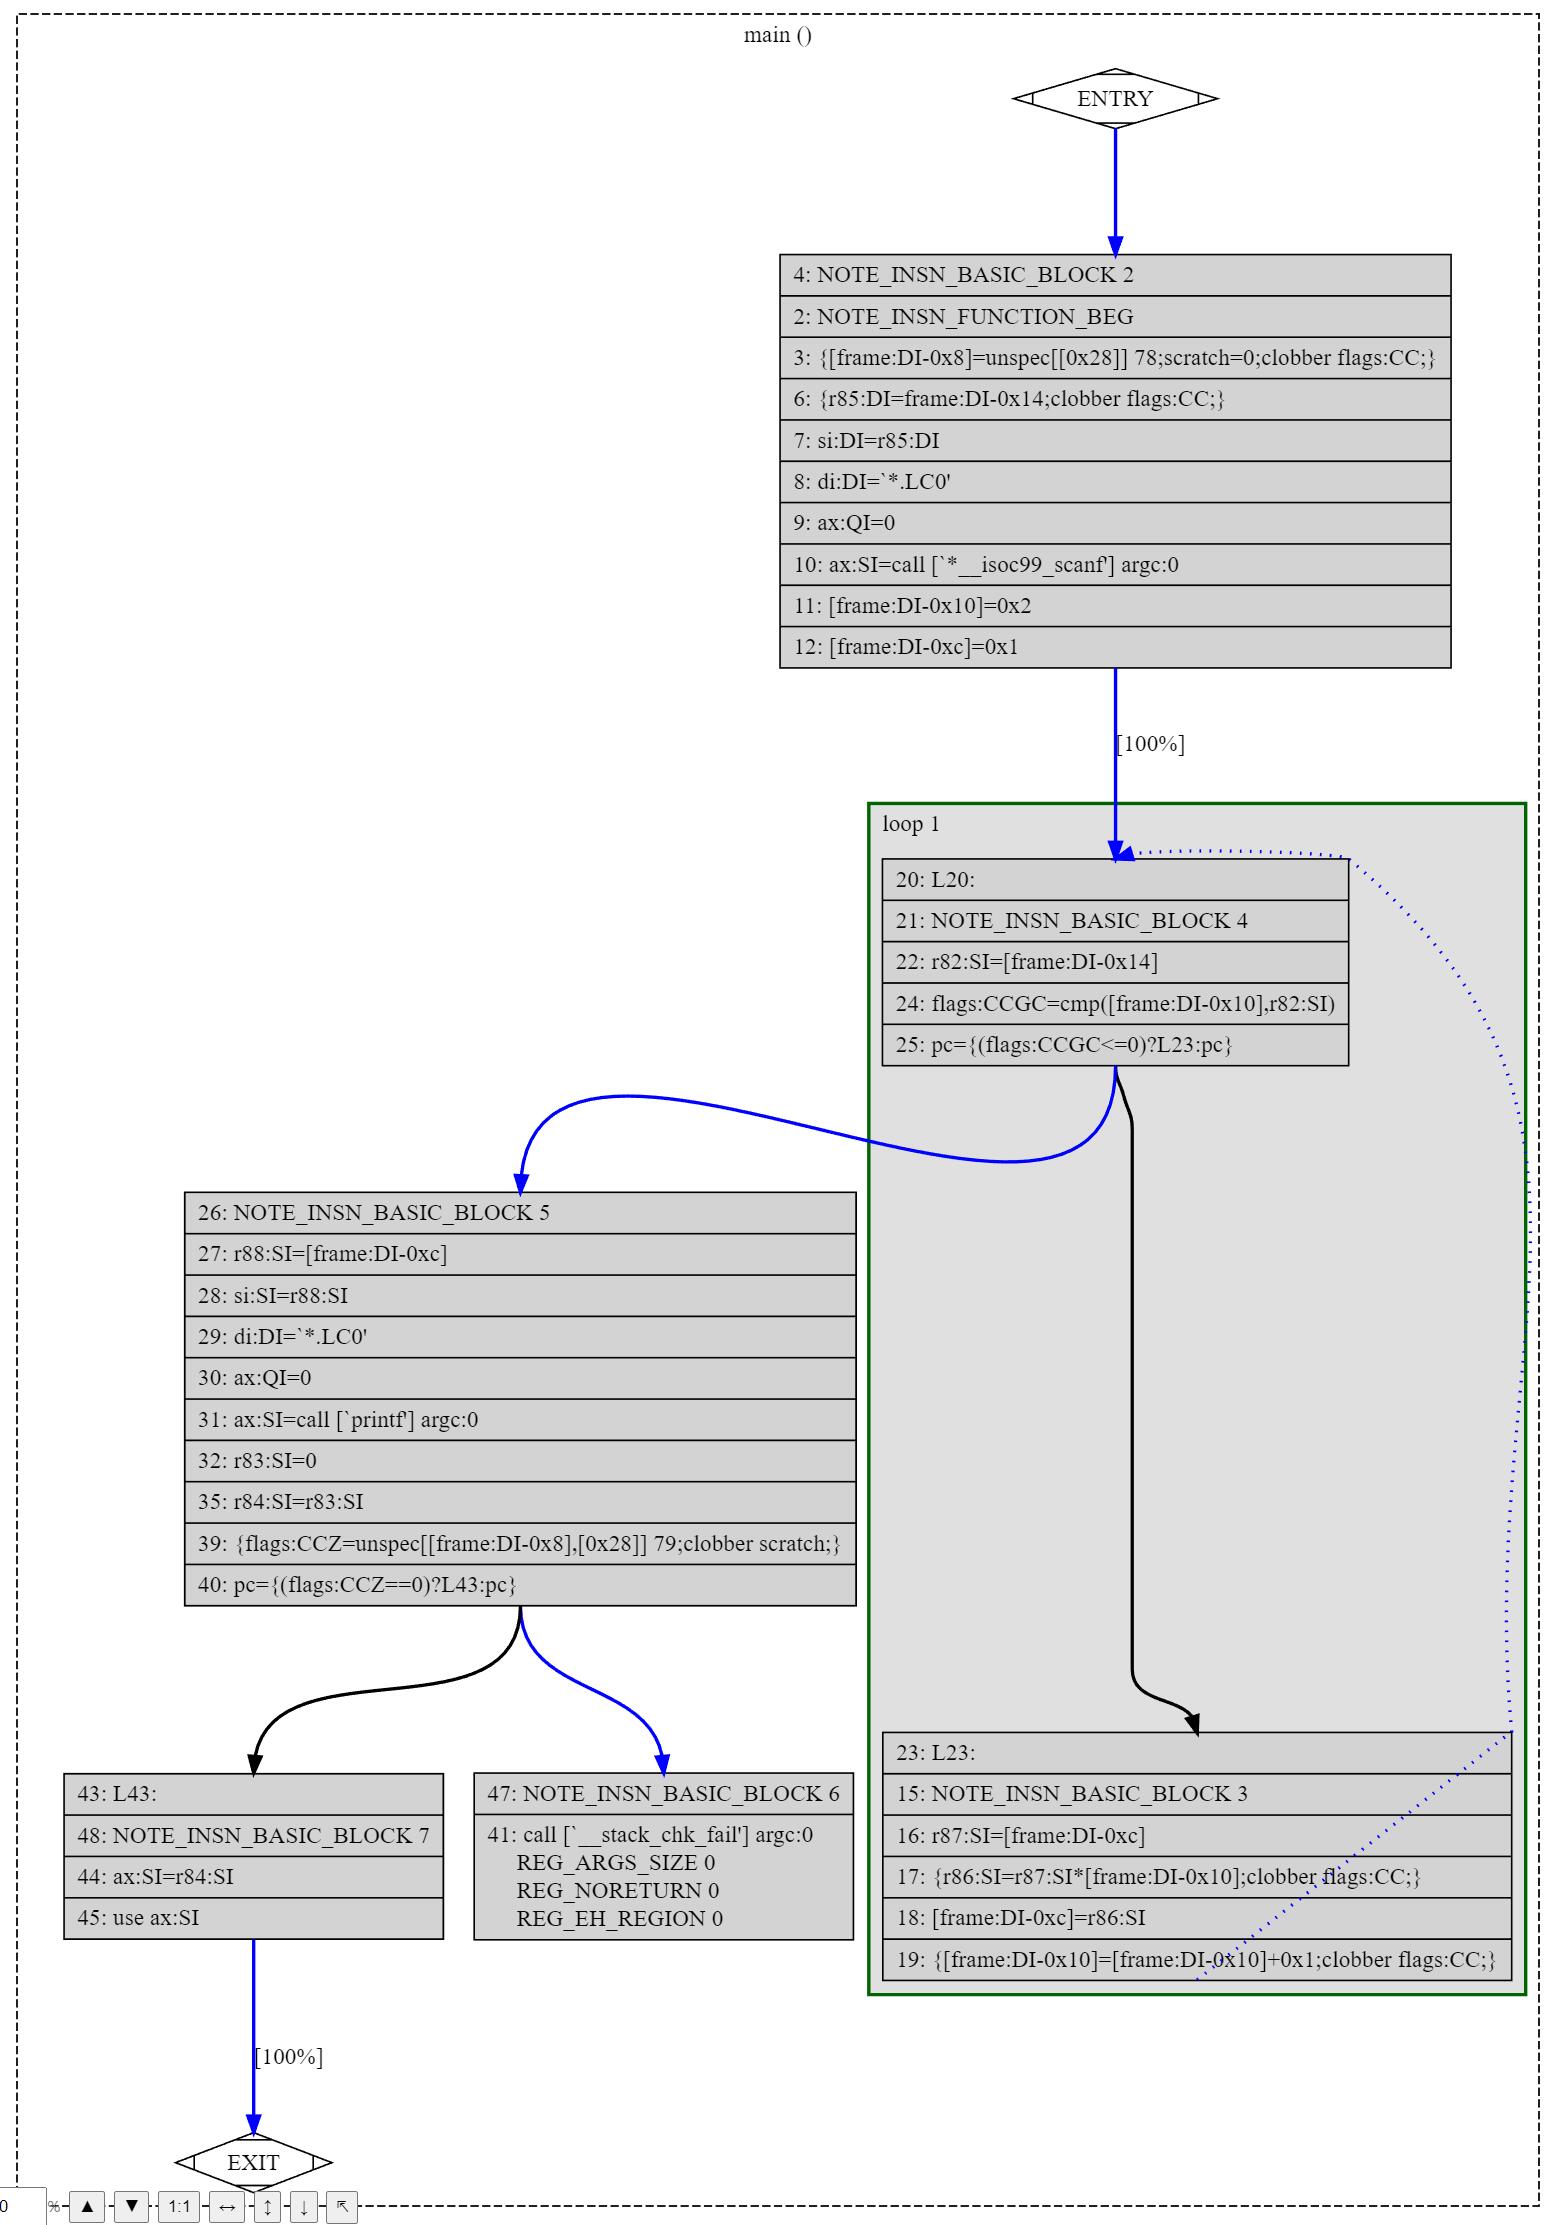 main ()
ENTRY
4: NOTE_INSN_BASIC_BLOCK 2
2: NOTE_INSN_FUNCTION_BEG
3: {[frame:DI-0x8]=unspec[[0x28]] 78;scratch=0;clobber flags:CC;}
6: {r85:DI=frame:DI-0x14;clobber flags:CC;}
7: si:DI=r85:DI
8: di:DI=`*.LC0'
9: ax:QI=0
10: ax:SI=call [`*__isoc99_scanf'] argc:0
11: [frame:DI-0x10]=0x2
12: [frame:DI-0xc]=0x1
[100%]
loop 1
20: L20:
21: NOTE_INSN_BASIC_BLOCK 4
22: r82:SI=[frame:DI-0x14]
24: flags:CCGC=cmp([frame:DI-0x10],r82:SI)
25: pc={(flags:CCGC<=0)?L23:pc}
26: NOTE_INSN_BASIC_BLOCK 5
27: r88:SI=[frame:DI-0xc]
28: si:SI=r88:SI
29: di:DI=`*.LC0'
30: ax:QI=0
31: ax:SI=call [`printf'] argc:0
32: r83:SI=0
35: r84:SI=r83:SI
39: {flags:CCZ=unspec[[frame:DI-0x8],[0x28]] 79;clobber scratch;}
40: pc={(flags:CCZ==0)?L43:pc}
43: L43:
48: NOTE_INSN_BASIC_BLOCK 7
44: ax:SI=r84:SI
45: use ax:SI
47: NOTE_INSN_BASIC_BLOCK 6
41: call [`__stack_chk_fail'] argc:0
REG_ARGS_SIZE 0
REG_NORETURN 0
REG_EH_REGION 0
23: L23:
15: NOTE_INSN_BASIC_BLOCK 3
16: r87:SI=[frame:DI-0xc]
17: {r86:SI=r87:SI*[frame:DI-0x10];clobber flags:CC;}
18: [frame:DI-0xc]=r86:SI
19: {[frame:DI-0x10]=[frame:DI-0x10]+0x1;clobber flags:CC;}
[100%]
EXIT
0 % ▲ ▼ 1:1 ↔ ↕ ↓ ↖